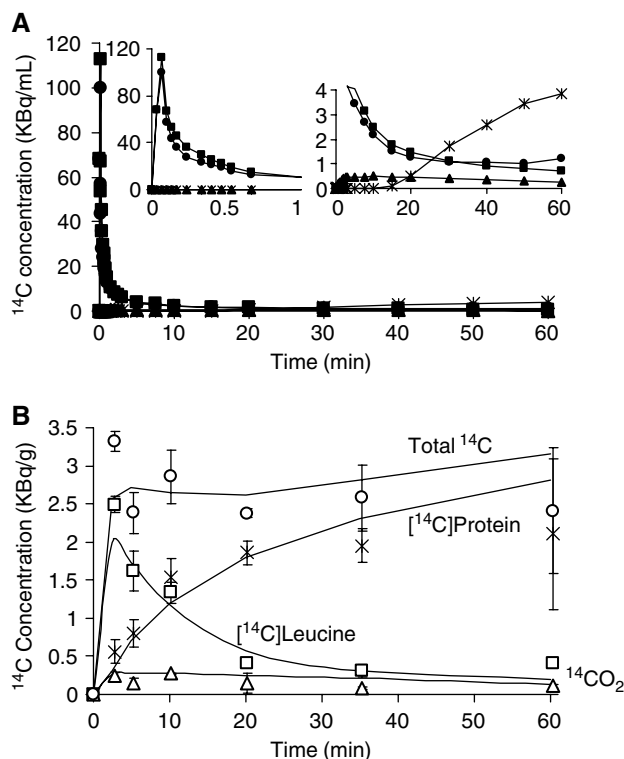 A
14C concentration (KBq/mL)
120
100
80
60
40
20
0
0 10 20 30 40 50 60
Time (min)
120
80
40
0
0 0.5 1
4
3
2
1
0
0 20 40 60
B
14C Concentration (KBq/g)
3.5
3
2.5
2
1.5
1
0.5
0
0 10 20 30 40 50 60
Time (min)
Total 14C
[14C]Protein
[14C]Leucine
14CO2